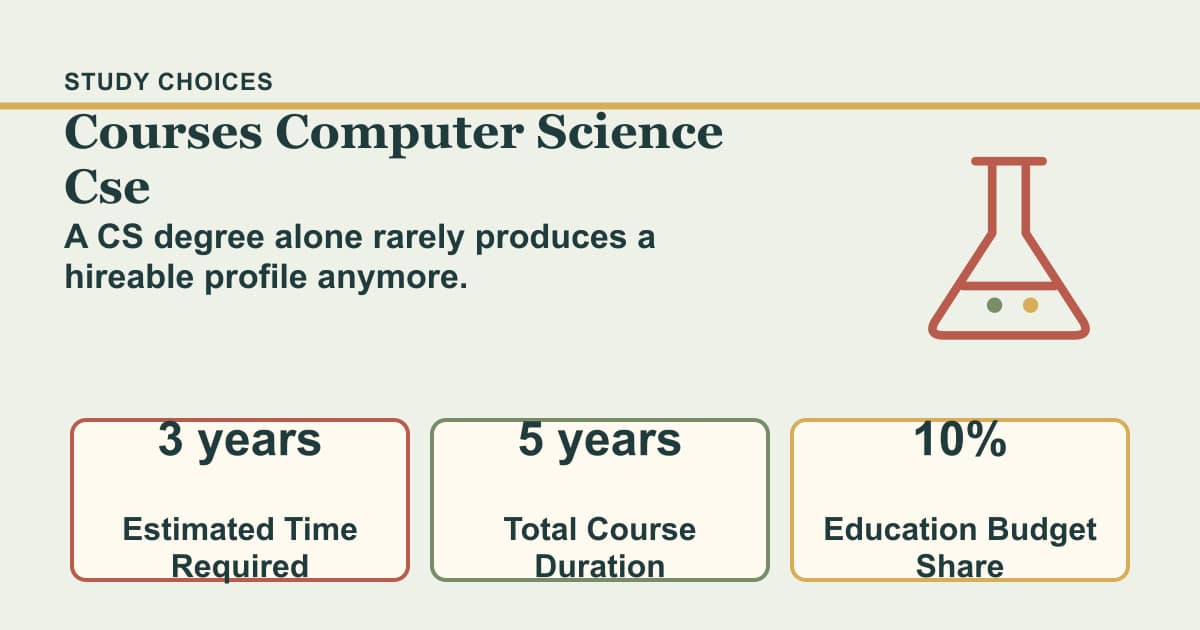 STUDY CHOICES
Courses Computer Science
Cse
A CS degree alone rarely produces a
hireable profile anymore.
3 years
Estimated Time
Required
5 years
Total Course
Duration
10%
Education Budget
Share